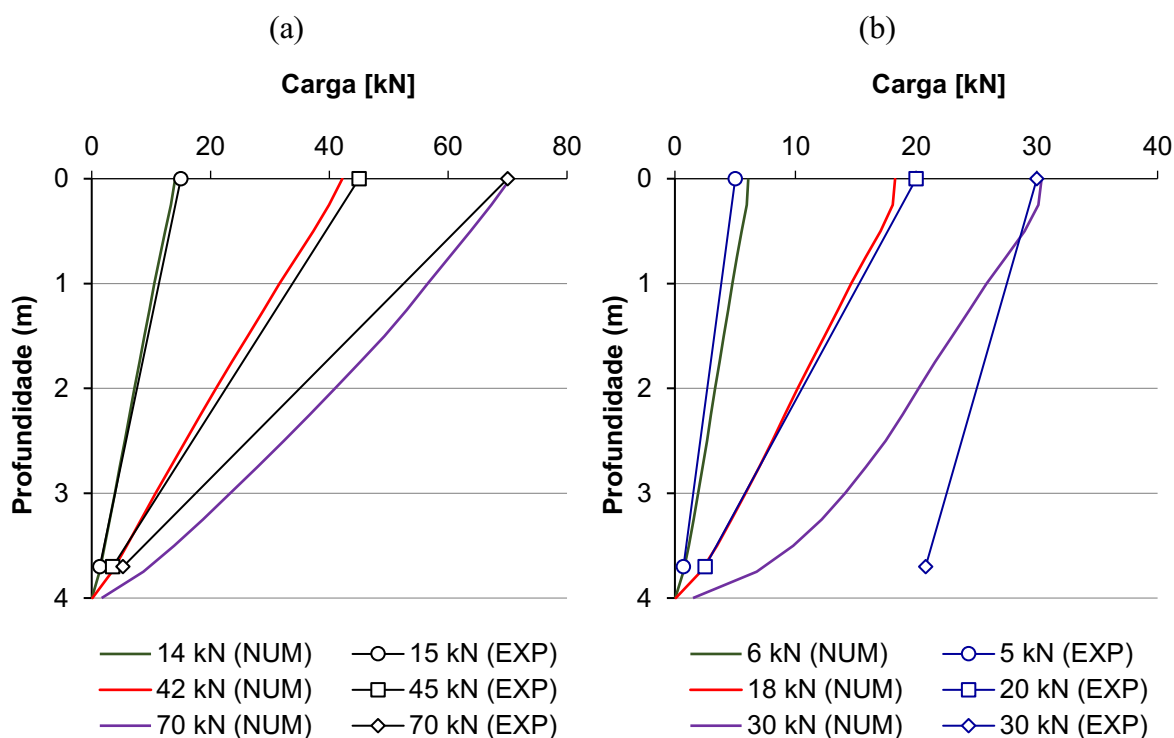 (a) (b)
Carga [kN] Carga [kN]
0 20 40 60 80 0 10 20 30 40
0 0
1 1
2 2
3 3
4 4
Profundidade (m) Profundidade (m)
14 kN (NUM) 15 kN (EXP) 6 kN (NUM) 5 kN (EXP)
42 kN (NUM) 45 kN (EXP) 18 kN (NUM) 20 kN (EXP)
70 kN (NUM) 70 kN (EXP) 30 kN (NUM) 30 kN (EXP)